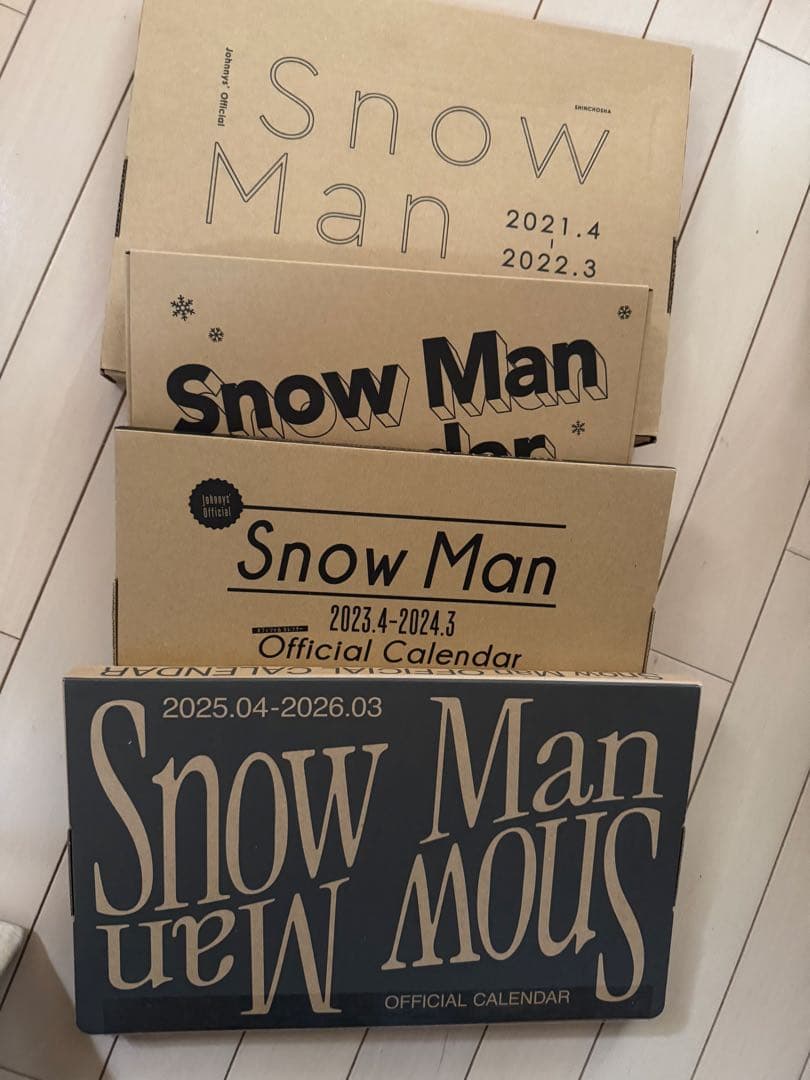 Johnnys' Official
Snow
SHINCHOSHA
Man
2021.4
-
2022.3
Snow Man
Johnnys'
Official
Snow Man
2023.4-2024.3
Official Calendar
Snow Man OFFICIAL CALENDAR
2025.04-2026.03
Snow Man
Snow Man
OFFICIAL CALENDAR